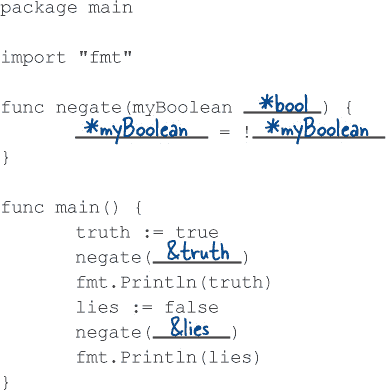 package main
import "fmt"
func negate(myBoolean *bool) {
*myBoolean = !*myBoolean
}
func main() {
truth := true
negate(&truth)
fmt.Println(truth)
lies := false
negate(&lies)
fmt.Println(lies)
}